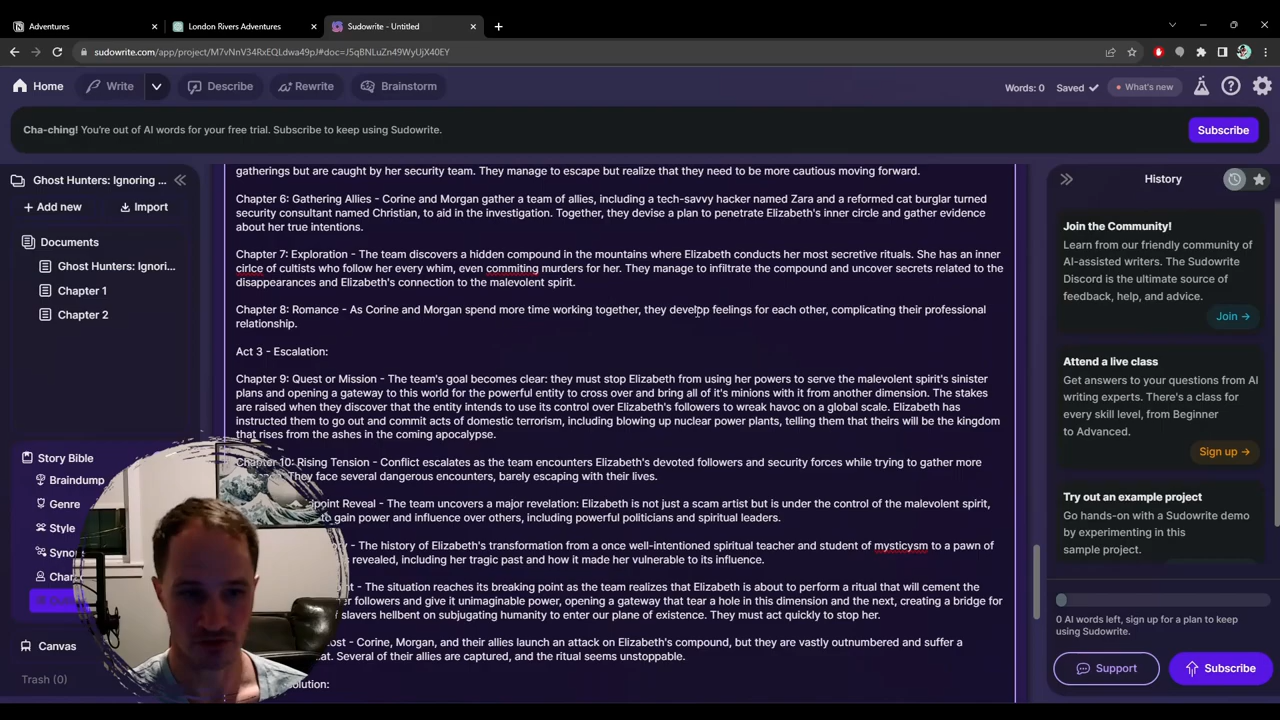 Adventures
London Rivers Adventures
Sudowrite - Untitled
sudowrite.com/app/project/M7vNnV34RxEQLdwa49pJ#doc=J5qBNLuZn49WyUjX40EY
Home
Write
Describe
Rewrite
Brainstorm
Words: 0
Saved
What's new
Cha-ching! You're out of AI words for your free trial. Subscribe to keep using Sudowrite.
Subscribe
Ghost Hunters: Ignoring ...
+ Add new
Import
Documents
Ghost Hunters: Ignori...
Chapter 1
Chapter 2
Story Bible
Braindump
Genre
Style
Syno
Char
Canvas
Trash (0)
gatherings but are caught by her security team. They manage to escape but realize that they need to be more cautious moving forward.
Chapter 6: Gathering Allies - Corine and Morgan gather a team of allies, including a tech-savvy hacker named Zara and a reformed cat burglar turned
security consultant named Christian, to aid in the investigation. Together, they devise a plan to penetrate Elizabeth's inner circle and gather evidence
about her true intentions.
Chapter 7: Exploration - The team discovers a hidden compound in the mountains where Elizabeth conducts her most secretive rituals. She has an inner
cirlce of cultists who follow her every whim, even commiting murders for her. They manage to infiltrate the compound and uncover secrets related to the
disappearances and Elizabeth's connection to the malevolent spirit.
Chapter 8: Romance - As Corine and Morgan spend more time working together, they develop feelings for each other, complicating their professional
relationship.
Act 3 - Escalation:
Chapter 9: Quest or Mission - The team's goal becomes clear: they must stop Elizabeth from using her powers to serve the malevolent spirit's sinister
plans and opening a gateway to this world for the powerful entity to cross over and bring all of it's minions with it from another dimension. The stakes
are raised when they discover that the entity intends to use its control over Elizabeth's followers to wreak havoc on a global scale. Elizabeth has
instructed them to go out and commit acts of domestic terrorism, including blowing up nuclear power plants, telling them that theirs will be the kingdom
that rises from the ashes in the coming apocalypse.
Chapter 10: Rising Tension - Conflict escalates as the team encounters Elizabeth's devoted followers and security forces while trying to gather more
They face several dangerous encounters, barely escaping with their lives.
point Reveal - The team uncovers a major revelation: Elizabeth is not just a scam artist but is under the control of the malevolent spirit,
to gain power and influence over others, including powerful politicians and spiritual leaders.
- The history of Elizabeth's transformation from a once well-intentioned spiritual teacher and student of mysticysm to a pawn of
revealed, including her tragic past and how it made her vulnerable to its influence.
- The situation reaches its breaking point as the team realizes that Elizabeth is about to perform a ritual that will cement the
followers and give it unimaginable power, opening a gateway that tear a hole in this dimension and the next, creating a bridge for
slavers hellbent on subjugating humanity to enter our plane of existence. They must act quickly to stop her.
ost - Corine, Morgan, and their allies launch an attack on Elizabeth's compound, but they are vastly outnumbered and suffer a
at. Several of their allies are captured, and the ritual seems unstoppable.
olution:
History
Join the Community!
Learn from our friendly community of
AI-assisted writers. The Sudowrite
Discord is the ultimate source of
feedback, help, and advice.
Join →
Attend a live class
Get answers to your questions from AI
writing experts. There's a class for
every skill level, from Beginner
to Advanced.
Sign up →
Try out an example project
Go hands-on with a Sudowrite demo
by experimenting in this
sample project.
0 AI words left, sign up for a plan to keep
using Sudowrite.
Support
Subscribe